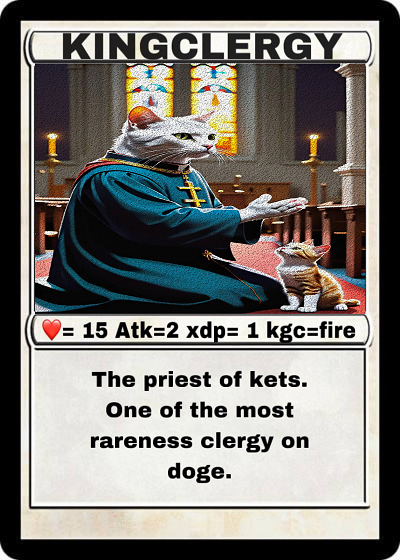 KINGCLERGY
❤️= 15 Atk=2 xdp= 1 kgc=fire
The priest of kets.
One of the most
rareness clergy on
doge.